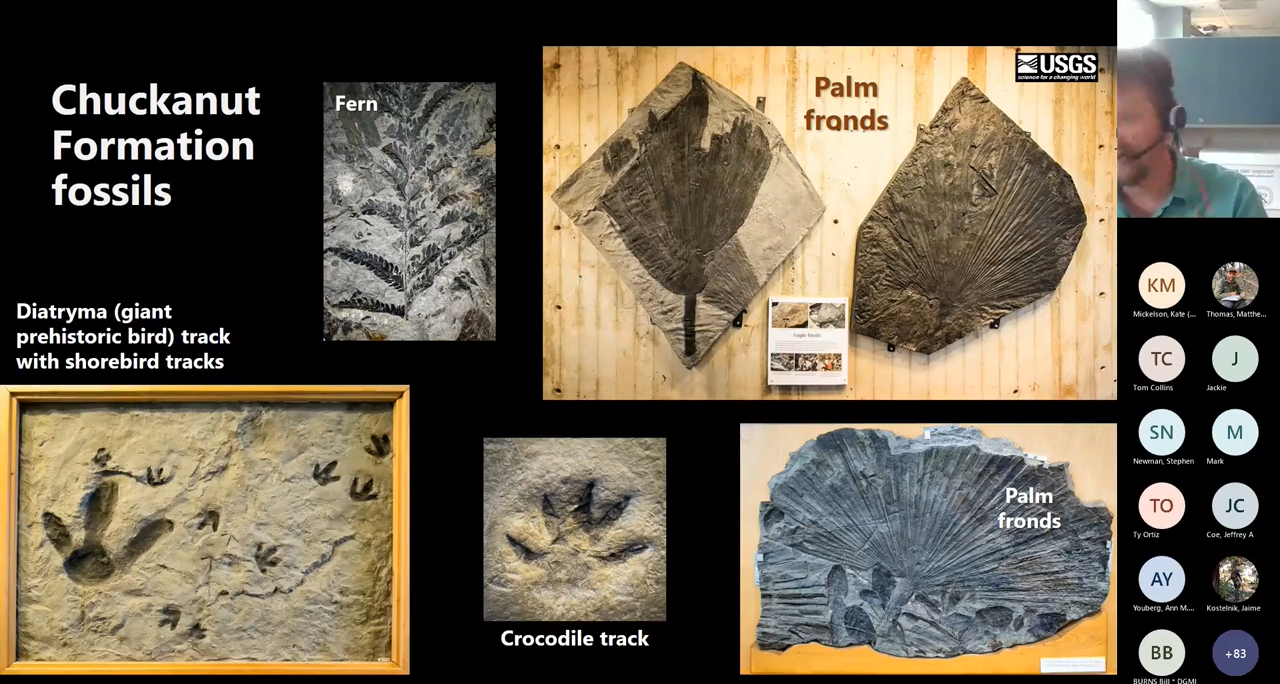 Chuckanut
Formation
fossils
Fern
Palm
fronds
USGS
science for a changing world
Diatryma (giant
prehistoric bird) track
with shorebird tracks
Fragile fossils
Crocodile track
Palm
fronds
KM
Mickelson, Kate (...
Thomas, Matthe...
TC
Tom Collins
J
Jackie
SN
Newman, Stephen
M
Mark
TO
Ty Ortiz
JC
Coe, Jeffrey A
AY
Youberg, Ann M....
Kostelnik, Jaime
BB
BURNS Bill * DGMI
+83